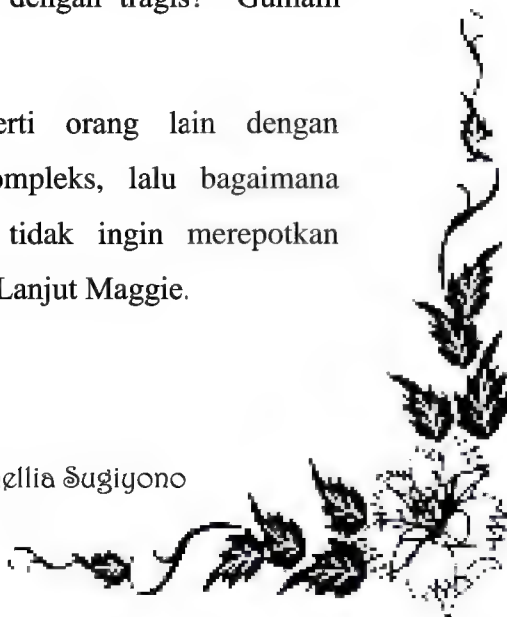 dengan tragis? Gumam
erti orang lain dengan
ompleks, lalu bagaimana
tidak ingin merepotkan
Lanjut Maggie.
ellia Sugiyono